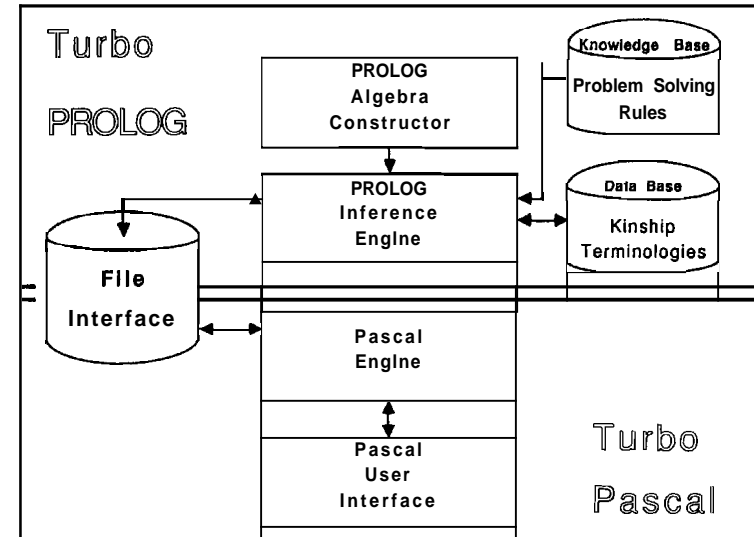 Turbo
PROLOG
PROLOG
Algebra
Constructor
Knowledge Base
Problem Solving
Rules
PROLOG
Inference
Engine
Data Base
Kinship
Terminologies
File
Interface
Pascal
Engine
Pascal
User
Interface
Turbo
Pascal